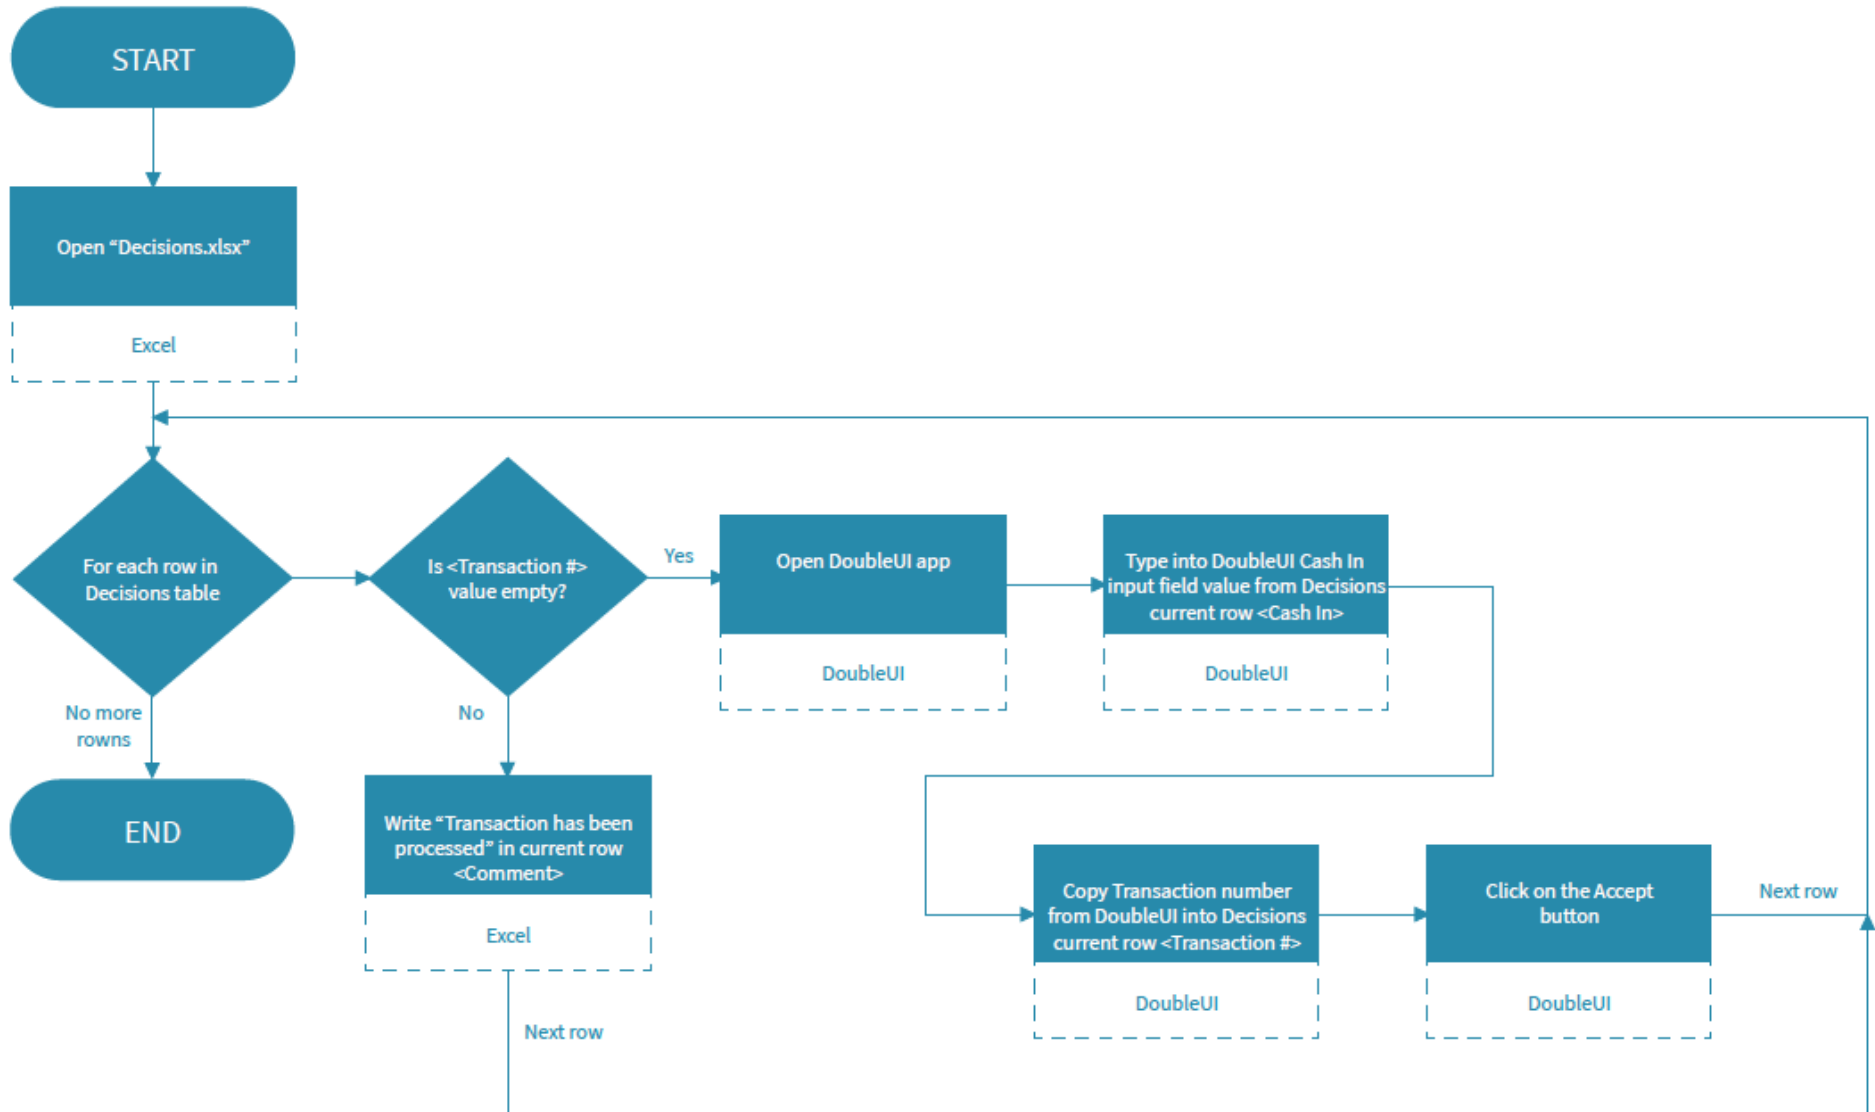 START
Open “Decisions.xlsx”
Excel
For each row in
Decisions table
No more
rowns
END
Is <Transaction #>
value empty?
Yes
No
Write “Transaction has been
processed” in current row
<Comment>
Excel
Next row
Open DoubleUI app
DoubleUI
Type into DoubleUI Cash In
input field value from Decisions
current row <Cash In>
DoubleUI
Copy Transaction number
from DoubleUI into Decisions
current row <Transaction #>
DoubleUI
Click on the Accept
button
DoubleUI
Next row